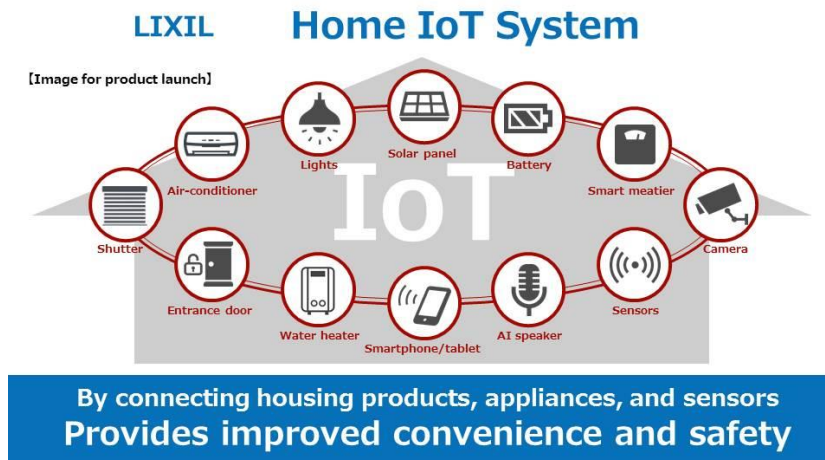 LIXIL Home IoT System
【Image for product launch】
Solar panel
Lights
Battery
Air-conditioner
Smart meatier
IoT
Shutter
Camera
Entrance door
Sensors
Water heater
AI speaker
Smartphone/tablet
By connecting housing products, appliances, and sensors
Provides improved convenience and safety